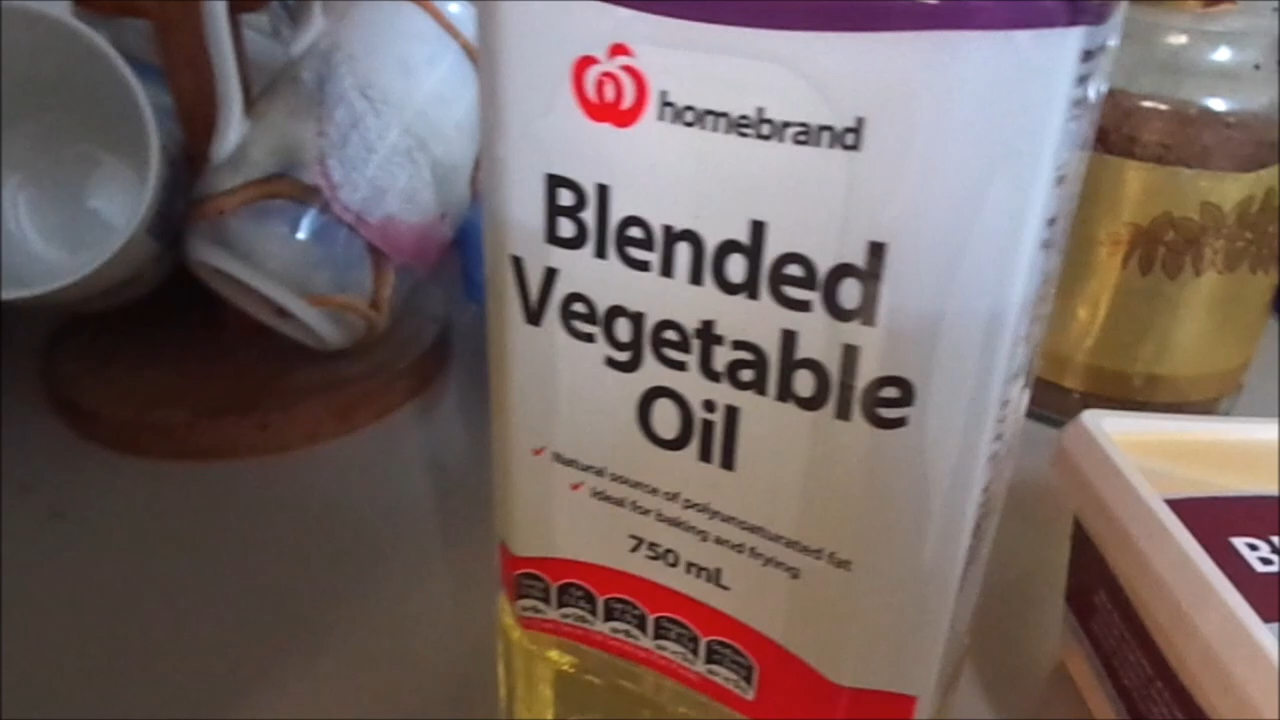 homebrand
Blended
Vegetable
Oil
Natural source of polyunsaturated fat
Ideal for baking and frying
750 mL
B